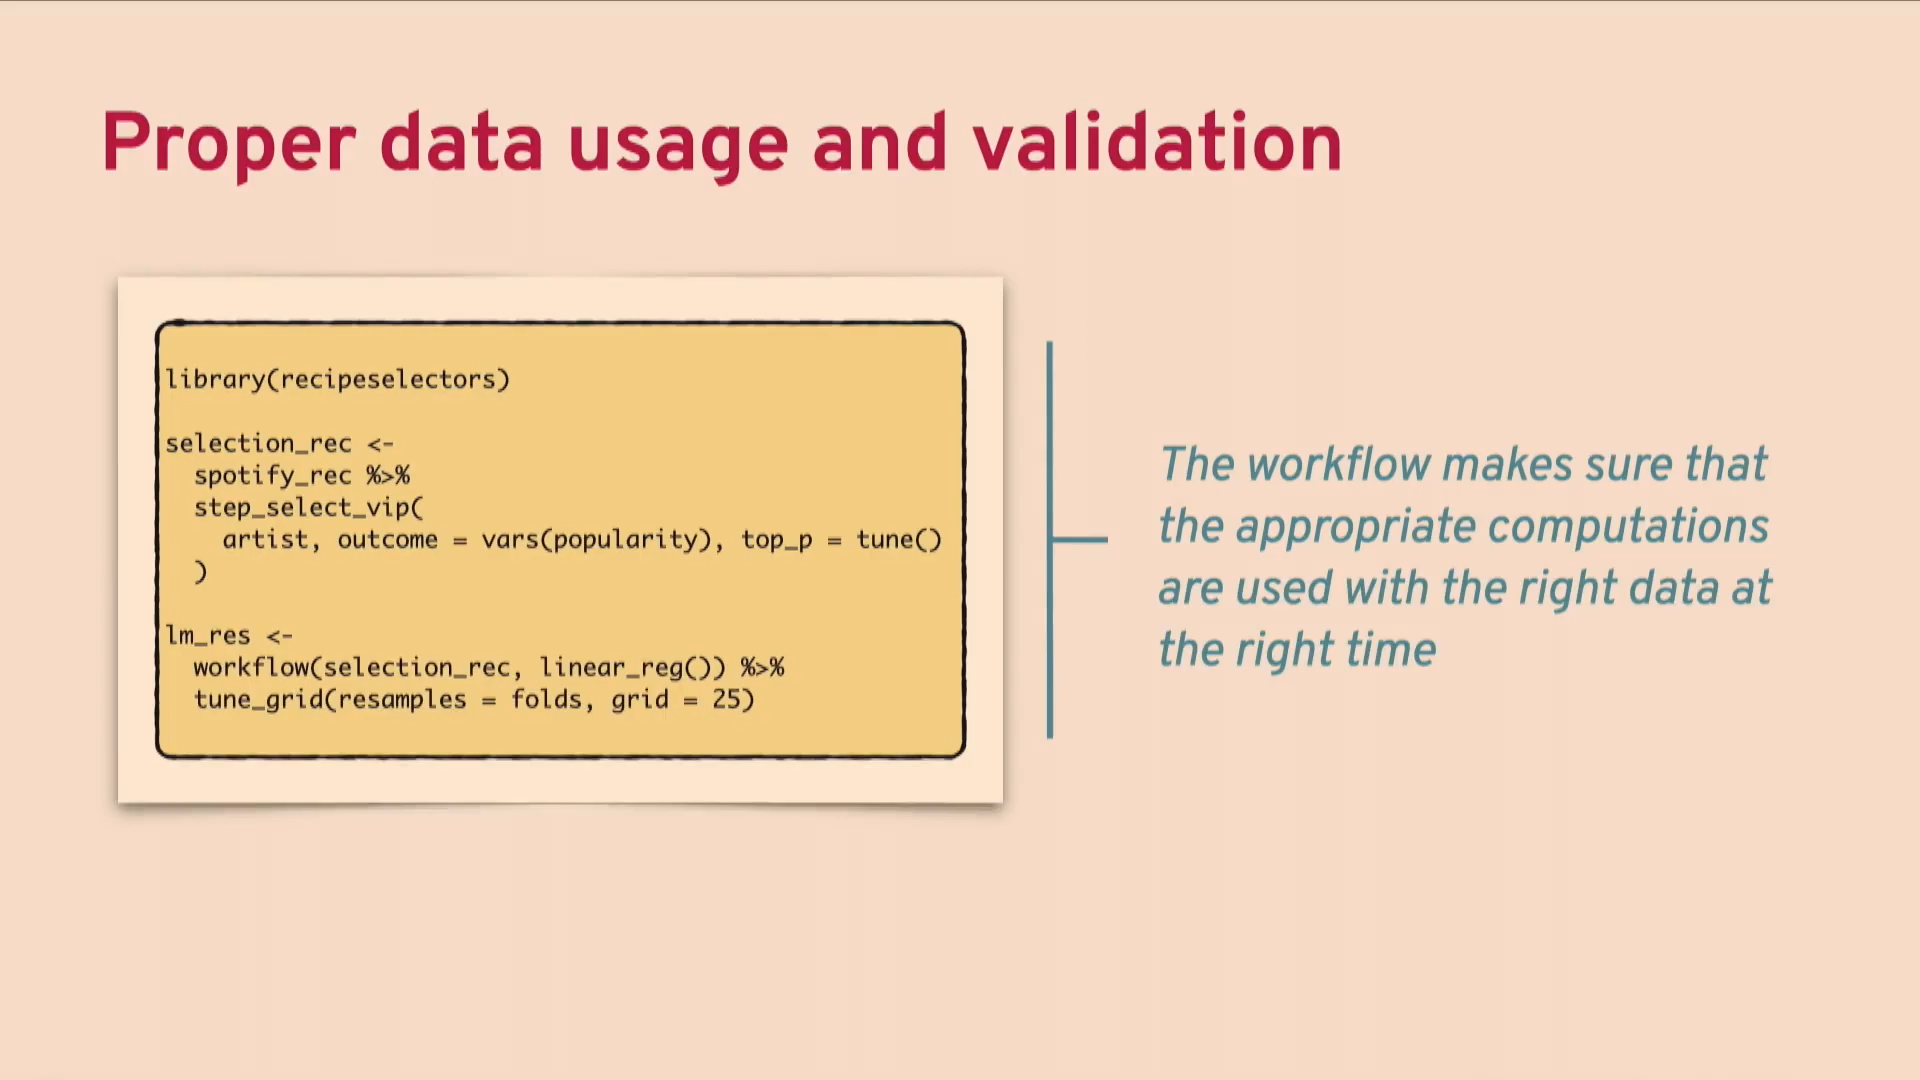 Proper data usage and validation
library(recipeselectors)
selection_rec <-
  spotify_rec %>%
  step_select_vip(
    artist, outcome = vars(popularity), top_p = tune()
  )
lm_res <-
  workflow(selection_rec, linear_reg()) %>%
  tune_grid(resamples = folds, grid = 25)
The workflow makes sure that
the appropriate computations
are used with the right data at
the right time